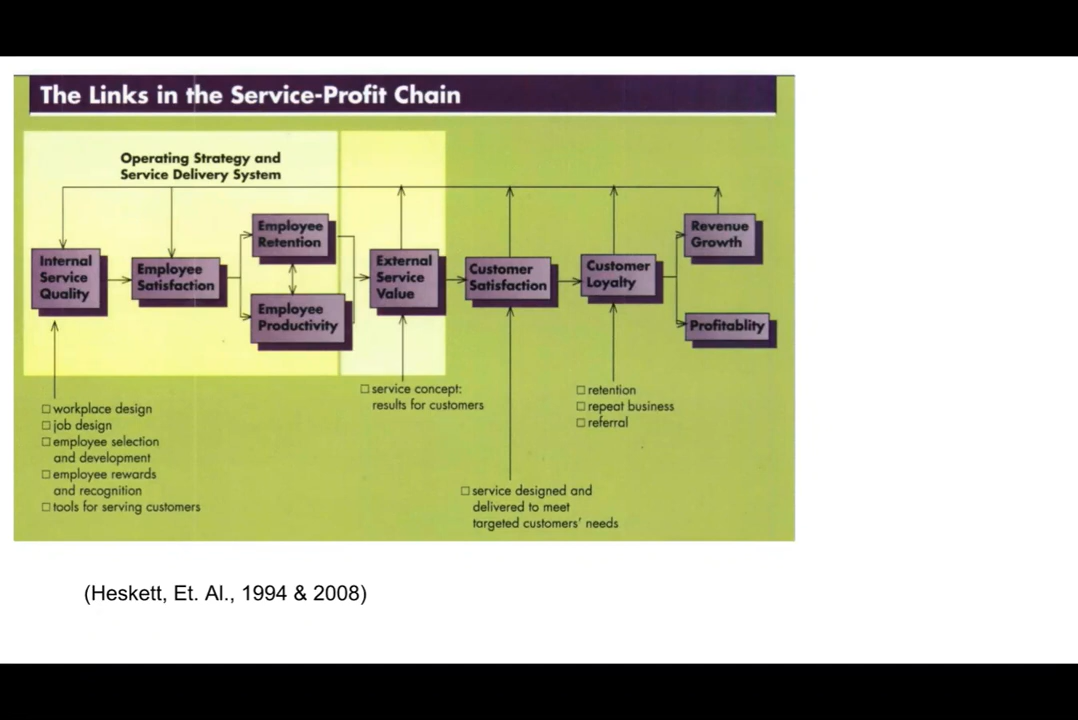 The Links in the Service-Profit Chain
Operating Strategy and
Service Delivery System
Internal
Service
Quality
Employee
Satisfaction
Employee
Retention
Employee
Productivity
External
Service
Value
Customer
Satisfaction
Customer
Loyalty
Revenue
Growth
Profitablity
workplace design
job design
employee selection
and development
employee rewards
and recognition
tools for serving customers
service concept:
results for customers
service designed and
delivered to meet
targeted customers' needs
retention
repeat business
referral
(Heskett, Et. Al., 1994 & 2008)